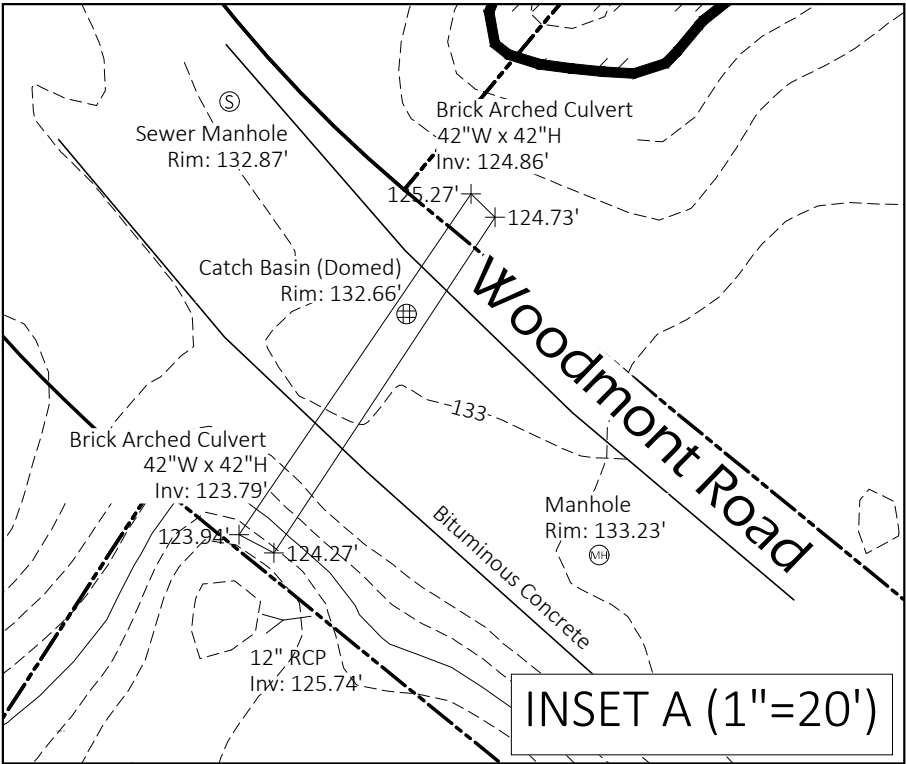 Brick Arched Culvert
42"W x 42"H
Inv: 124.86'
S
Sewer Manhole
Rim: 132.87'
125.27'
124.73'
Catch Basin (Domed)
Rim: 132.66'
Woodmont Road
133
Brick Arched Culvert
42"W x 42"H
Inv: 123.79'
Manhole
Rim: 133.23'
MH
Bituminous Concrete
123.94'
124.27'
12" RCP
Inv: 125.74'
INSET A (1"=20')